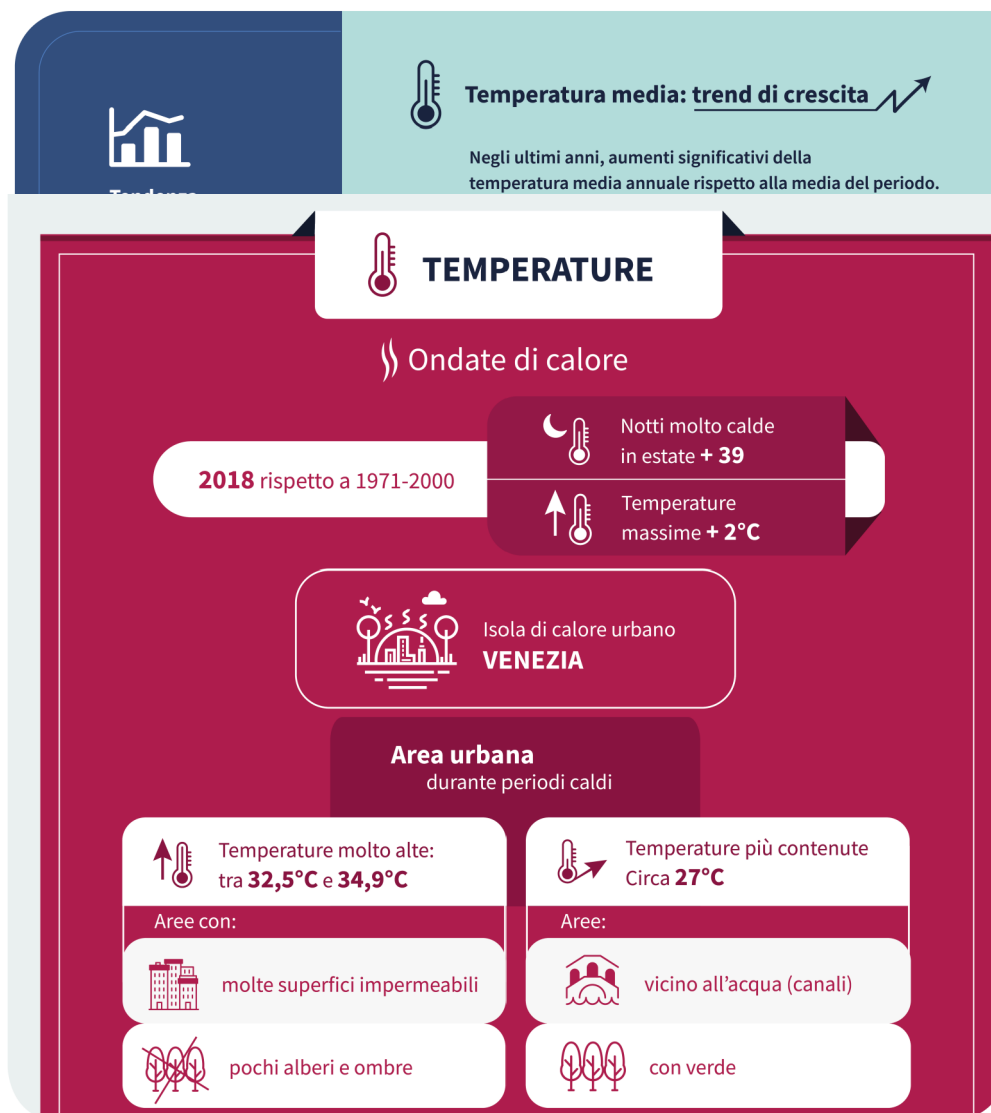 Temperatura media: trend di crescita
Negli ultimi anni, aumenti significativi della
temperatura media annuale rispetto alla media del periodo.
TEMPERATURE
Ondate di calore
2018 rispetto a 1971-2000
Notti molto calde
in estate + 39
Temperature
massime + 2°C
Isola di calore urbano
VENEZIA
Area urbana
durante periodi caldi
Temperature molto alte:
tra 32,5°C e 34,9°C
Aree con:
molte superfici impermeabili
pochi alberi e ombre
Temperature più contenute
Circa 27°C
Aree:
vicino all'acqua (canali)
con verde